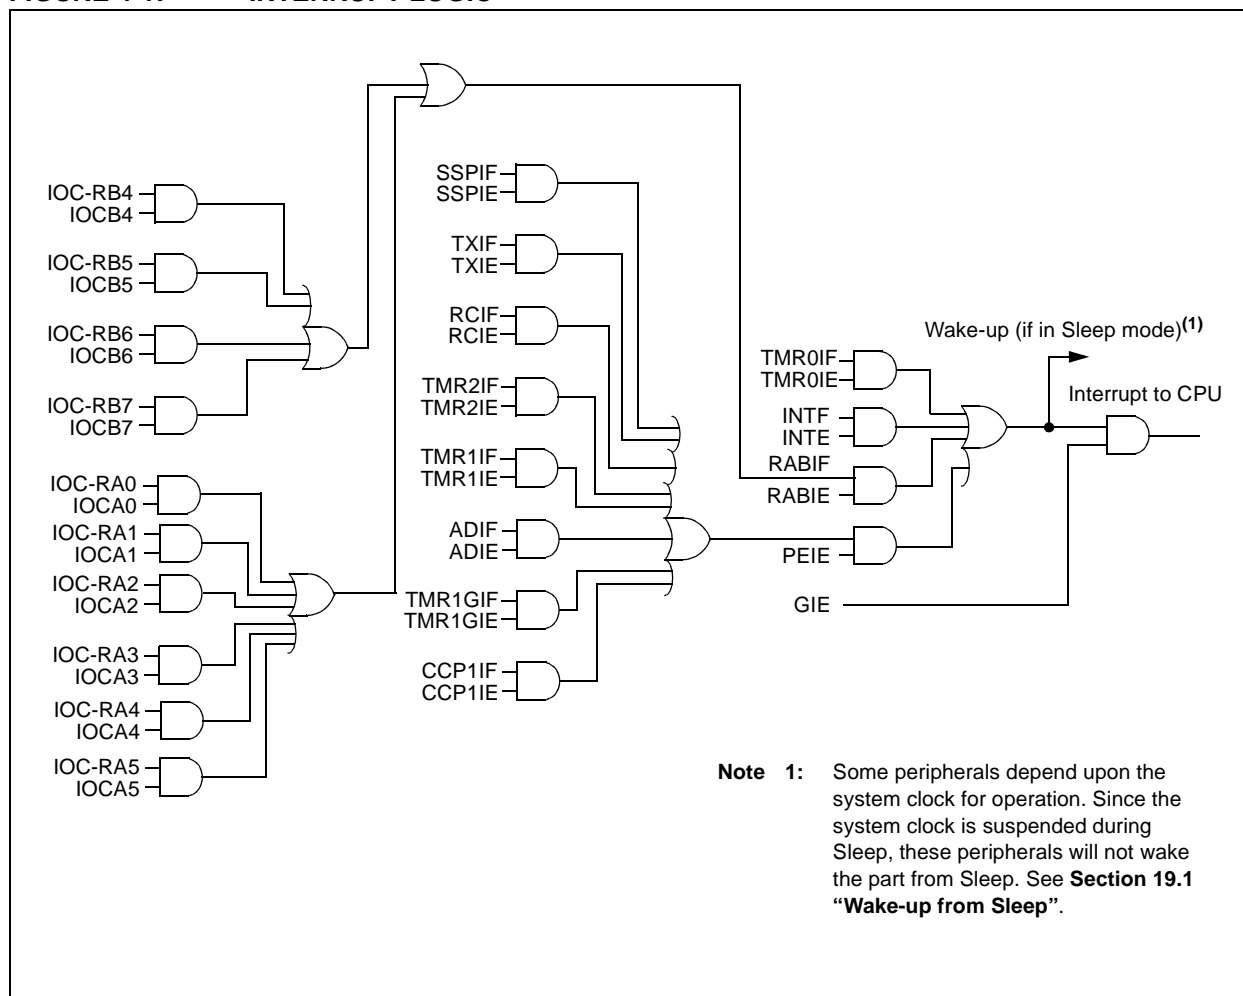 IOC-RB4
IOCB4
IOC-RB5
IOCB5
IOC-RB6
IOCB6
IOC-RB7
IOCB7
IOC-RA0
IOCA0
IOC-RA1
IOCA1
IOC-RA2
IOCA2
IOC-RA3
IOCA3
IOC-RA4
IOCA4
IOC-RA5
IOCA5
SSPIF
SSPIE
TXIF
TXIE
RCIF
RCIE
TMR2IF
TMR2IE
TMR1IF
TMR1IE
ADIF
ADIE
TMR1GIF
TMR1GIE
CCP1IF
CCP1IE
Wake-up (if in Sleep mode)(1)
TMR0IF
TMR0IE
Interrupt to CPU
INTF
INTE
RABIF
RABIE
PEIE
GIE
Note 1: Some peripherals depend upon the
system clock for operation. Since the
system clock is suspended during
Sleep, these peripherals will not wake
the part from Sleep. See Section 19.1
“Wake-up from Sleep”.